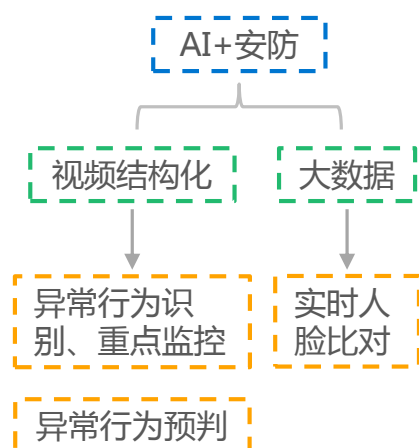 AI+安防
视频结构化
大数据
异常行为识
别、重点监控
实时人
脸比对
异常行为预判